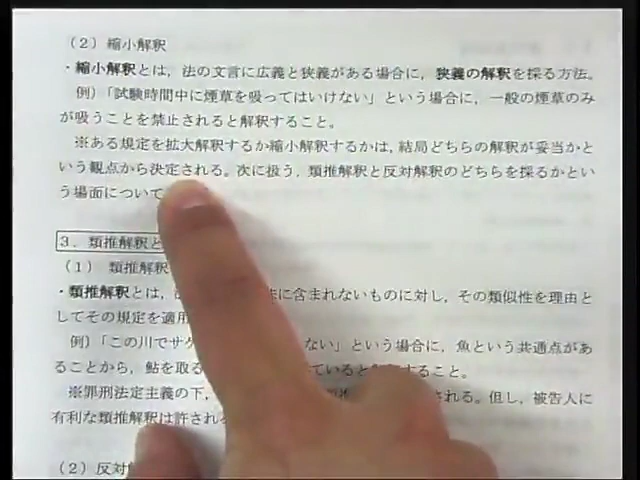 (2) 縮小解釈
・縮小解釈とは，法の文言に広義と狭義がある場合に，狭義の解釈を採る方法。
例）「試験時間中に煙草を吸ってはいけない」という場合に，一般の煙草のみ
が吸うことを禁止されると解釈すること。
※ある規定を拡大解釈するか縮小解釈するかは，結局どちらの解釈が妥当かと
いう観点から決定される。次に扱う，類推解釈と反対解釈のどちらを採るかとい
う場面について
3．類推解釈と
(1) 類推解釈
・類推解釈とは， に含まれないものに対し，その類似性を理由と
してその規定を適用
例）「この川でサケ ない」という場合に，魚という共通点があ
ることから，鮎を取る ていると解釈すること。
※罪刑法定主義の下， される。但し，被告人に
有利な類推解釈は許され
(2) 反対